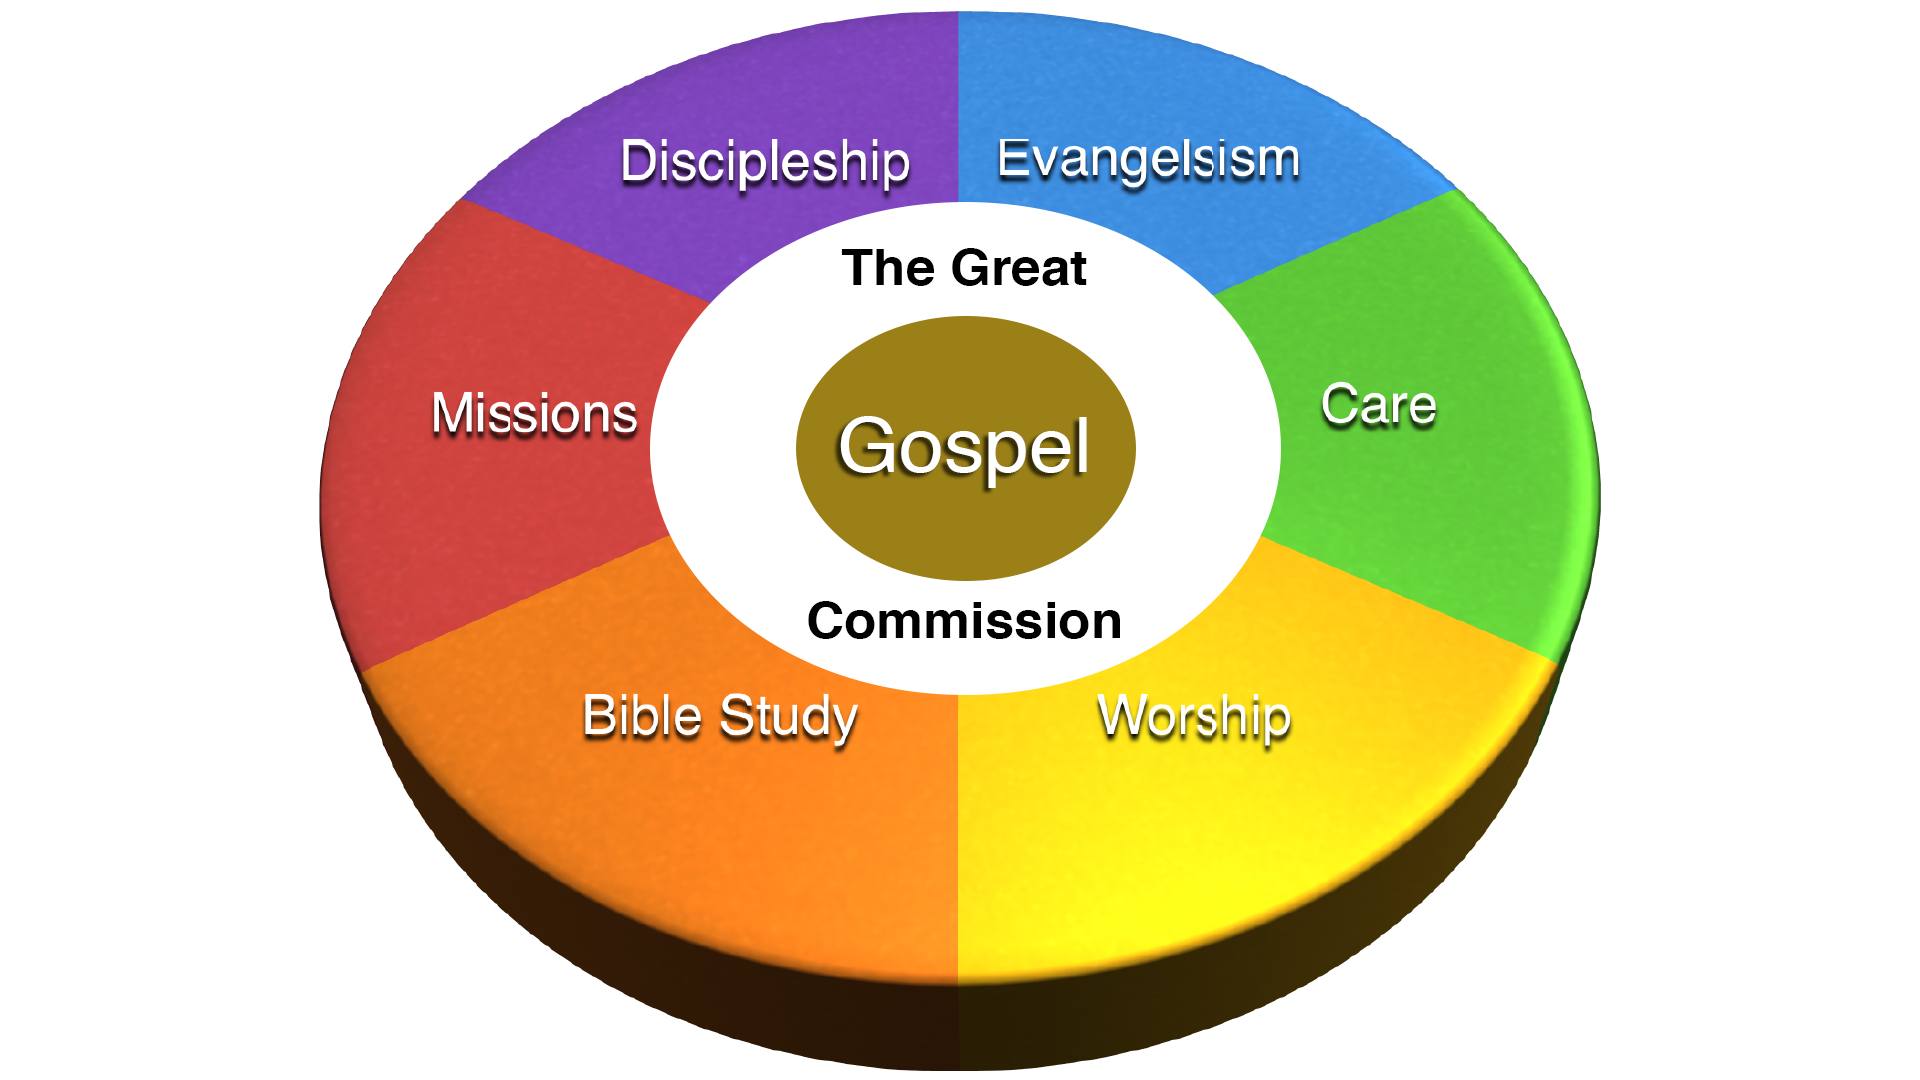 Discipleship
Evangelsism
The Great
Missions
Care
Gospel
Commission
Bible Study
Worship